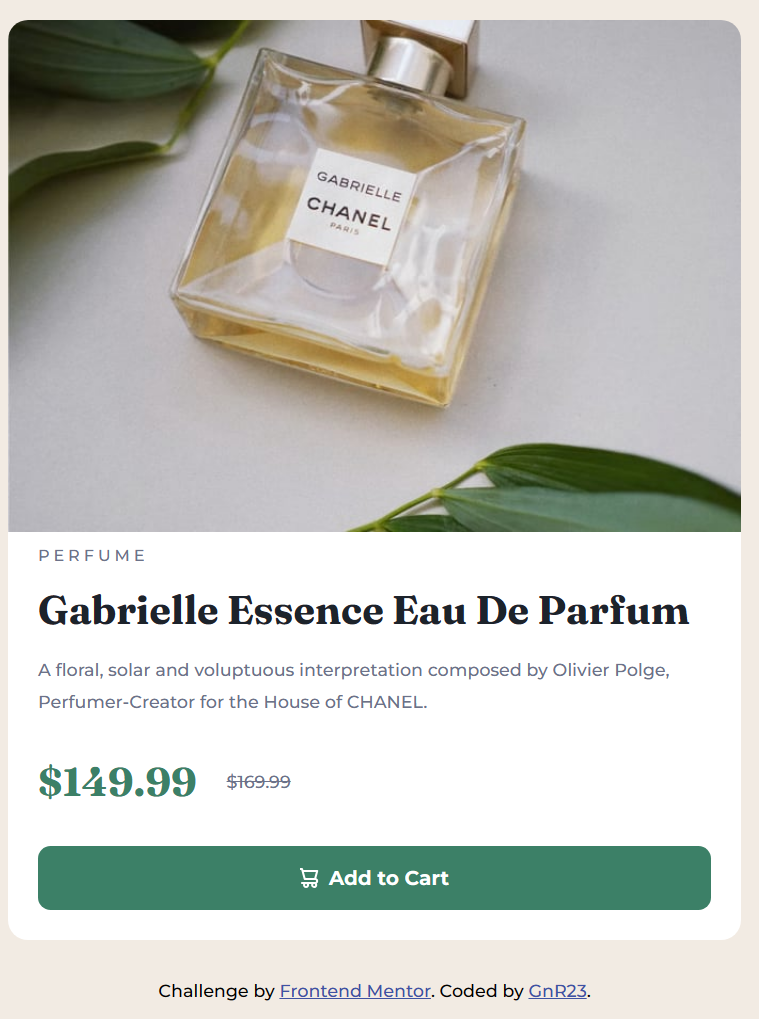 GABRIELLE
CHANEL
PARIS
PERFUME
Gabrielle Essence Eau De Parfum
A floral, solar and voluptuous interpretation composed by Olivier Polge,
Perfumer-Creator for the House of CHANEL.
$149.99 $169.99
Add to Cart
Challenge by Frontend Mentor. Coded by GnR23.